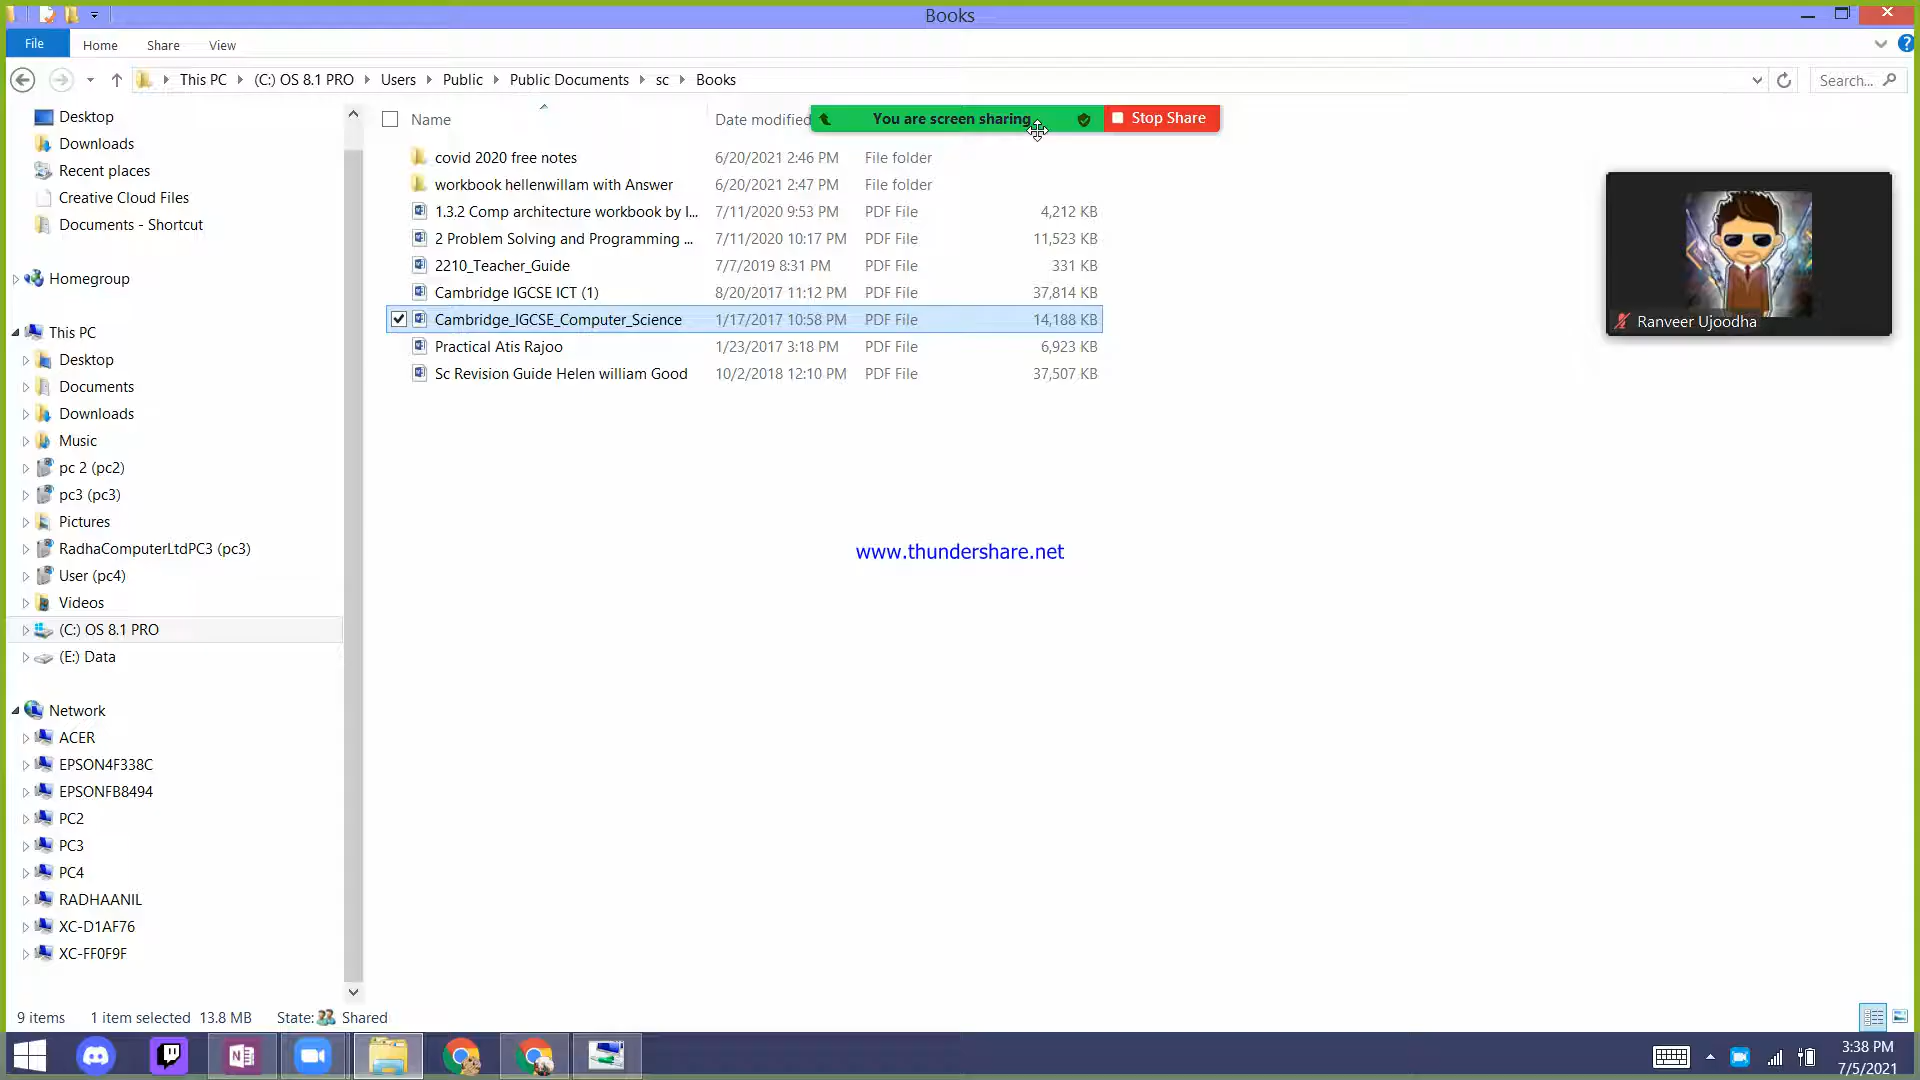 Books
File
Home
Share
View
This PC
(C:) OS 8.1 PRO
Users
Public
Public Documents
sc
Books
Search...
Desktop
Downloads
Recent places
Creative Cloud Files
Documents - Shortcut
Homegroup
This PC
Desktop
Documents
Downloads
Music
pc 2 (pc2)
pc3 (pc3)
Pictures
RadhaComputerLtdPC3 (pc3)
User (pc4)
Videos
(C:) OS 8.1 PRO
(E:) Data
Network
ACER
EPSON4F338C
EPSONFB8494
PC2
PC3
PC4
RADHAANIL
XC-D1AF76
XC-FF0F9F
Name
Date modified
You are screen sharing
Stop Share
covid 2020 free notes 6/20/2021 2:46 PM File folder
workbook hellenwillam with Answer 6/20/2021 2:47 PM File folder
1.3.2 Comp architecture workbook by I... 7/11/2020 9:53 PM PDF File 4,212 KB
2 Problem Solving and Programming ... 7/11/2020 10:17 PM PDF File 11,523 KB
2210_Teacher_Guide 7/7/2019 8:31 PM PDF File 331 KB
Cambridge IGCSE ICT (1) 8/20/2017 11:12 PM PDF File 37,814 KB
Cambridge_IGCSE_Computer_Science 1/17/2017 10:58 PM PDF File 14,188 KB
Practical Atis Rajoo 1/23/2017 3:18 PM PDF File 6,923 KB
Sc Revision Guide Helen william Good 10/2/2018 12:10 PM PDF File 37,507 KB
Ranveer Ujoodha
www.thundershare.net
9 items 1 item selected 13.8 MB State: Shared
3:38 PM
7/5/2021